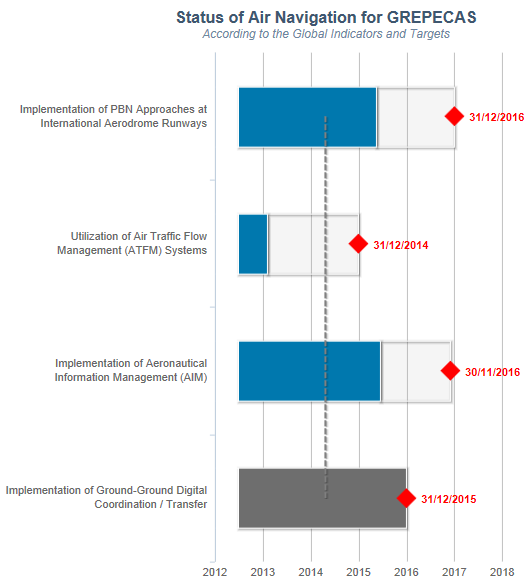 Status of Air Navigation for GREPECAS
According to the Global Indicators and Targets
Implementation of PBN Approaches at
International Aerodrome Runways
31/12/2016
Utilization of Air Traffic Flow
Management (ATFM) Systems
31/12/2014
Implementation of Aeronautical
Information Management (AIM)
30/11/2016
Implementation of Ground-Ground Digital
Coordination / Transfer
31/12/2015
2012 2013 2014 2015 2016 2017 2018